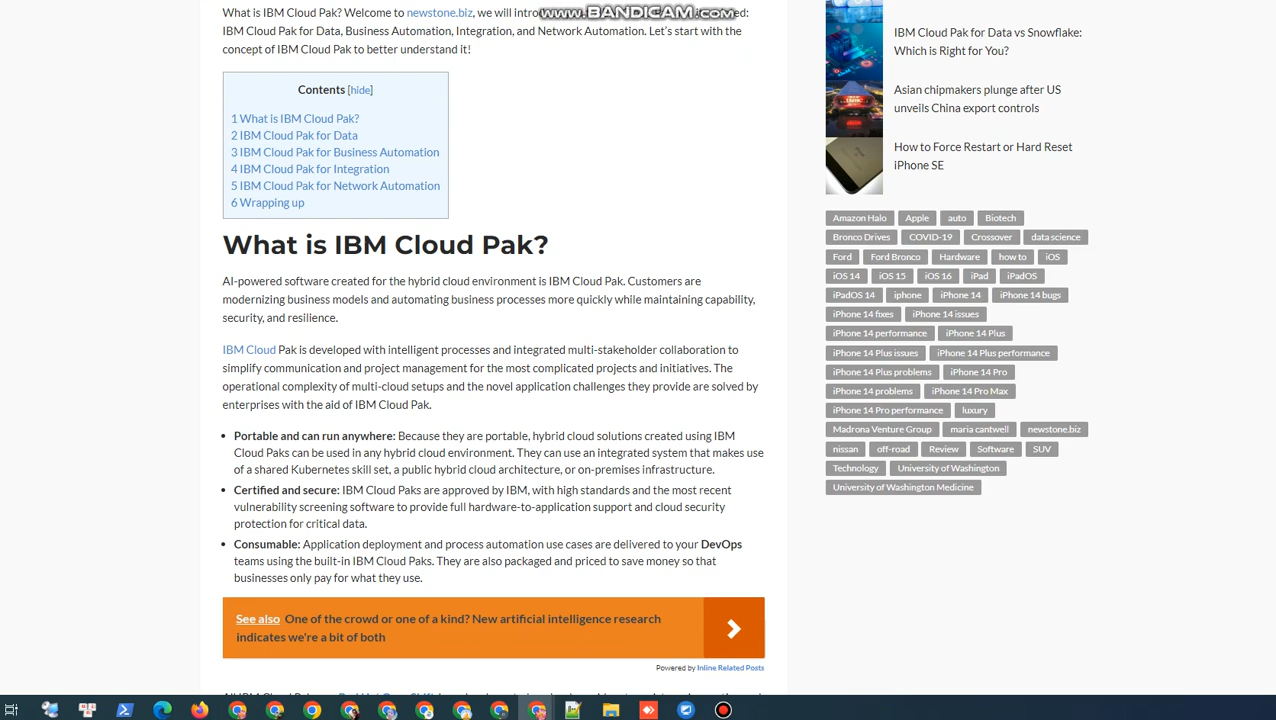 What is IBM Cloud Pak? Welcome to newstone.biz, we will intro
www.BANDICAM.com
ed:
IBM Cloud Pak for Data, Business Automation, Integration, and Network Automation. Let's start with the
concept of IBM Cloud Pak to better understand it!
Contents [hide]
1 What is IBM Cloud Pak?
2 IBM Cloud Pak for Data
3 IBM Cloud Pak for Business Automation
4 IBM Cloud Pak for Integration
5 IBM Cloud Pak for Network Automation
6 Wrapping up
What is IBM Cloud Pak?
AI-powered software created for the hybrid cloud environment is IBM Cloud Pak. Customers are
modernizing business models and automating business processes more quickly while maintaining capability,
security, and resilience.
IBM Cloud Pak is developed with intelligent processes and integrated multi-stakeholder collaboration to
simplify communication and project management for the most complicated projects and initiatives. The
operational complexity of multi-cloud setups and the novel application challenges they provide are solved by
enterprises with the aid of IBM Cloud Pak.
Portable and can run anywhere: Because they are portable, hybrid cloud solutions created using IBM
Cloud Paks can be used in any hybrid cloud environment. They can use an integrated system that makes use
of a shared Kubernetes skill set, a public hybrid cloud architecture, or on-premises infrastructure.
Certified and secure: IBM Cloud Paks are approved by IBM, with high standards and the most recent
vulnerability screening software to provide full hardware-to-application support and cloud security
protection for critical data.
Consumable: Application deployment and process automation use cases are delivered to your DevOps
teams using the built-in IBM Cloud Paks. They are also packaged and priced to save money so that
businesses only pay for what they use.
See also One of the crowd or one of a kind? New artificial intelligence research
indicates we're a bit of both
Powered by Inline Related Posts
IBM Cloud Pak for Data vs Snowflake:
Which is Right for You?
Asian chipmakers plunge after US
unveils China export controls
How to Force Restart or Hard Reset
iPhone SE
Amazon Halo Apple auto Biotech
Bronco Drives COVID-19 Crossover data science
Ford Ford Bronco Hardware how to iOS
iOS 14 iOS 15 iOS 16 iPad iPadOS
iPadOS 14 iphone iPhone 14 iPhone 14 bugs
iPhone 14 fixes iPhone 14 issues
iPhone 14 performance iPhone 14 Plus
iPhone 14 Plus issues iPhone 14 Plus performance
iPhone 14 Plus problems iPhone 14 Pro
iPhone 14 problems iPhone 14 Pro Max
iPhone 14 Pro performance luxury
Madrona Venture Group maria cantwell newstone.biz
nissan off-road Review Software SUV
Technology University of Washington
University of Washington Medicine